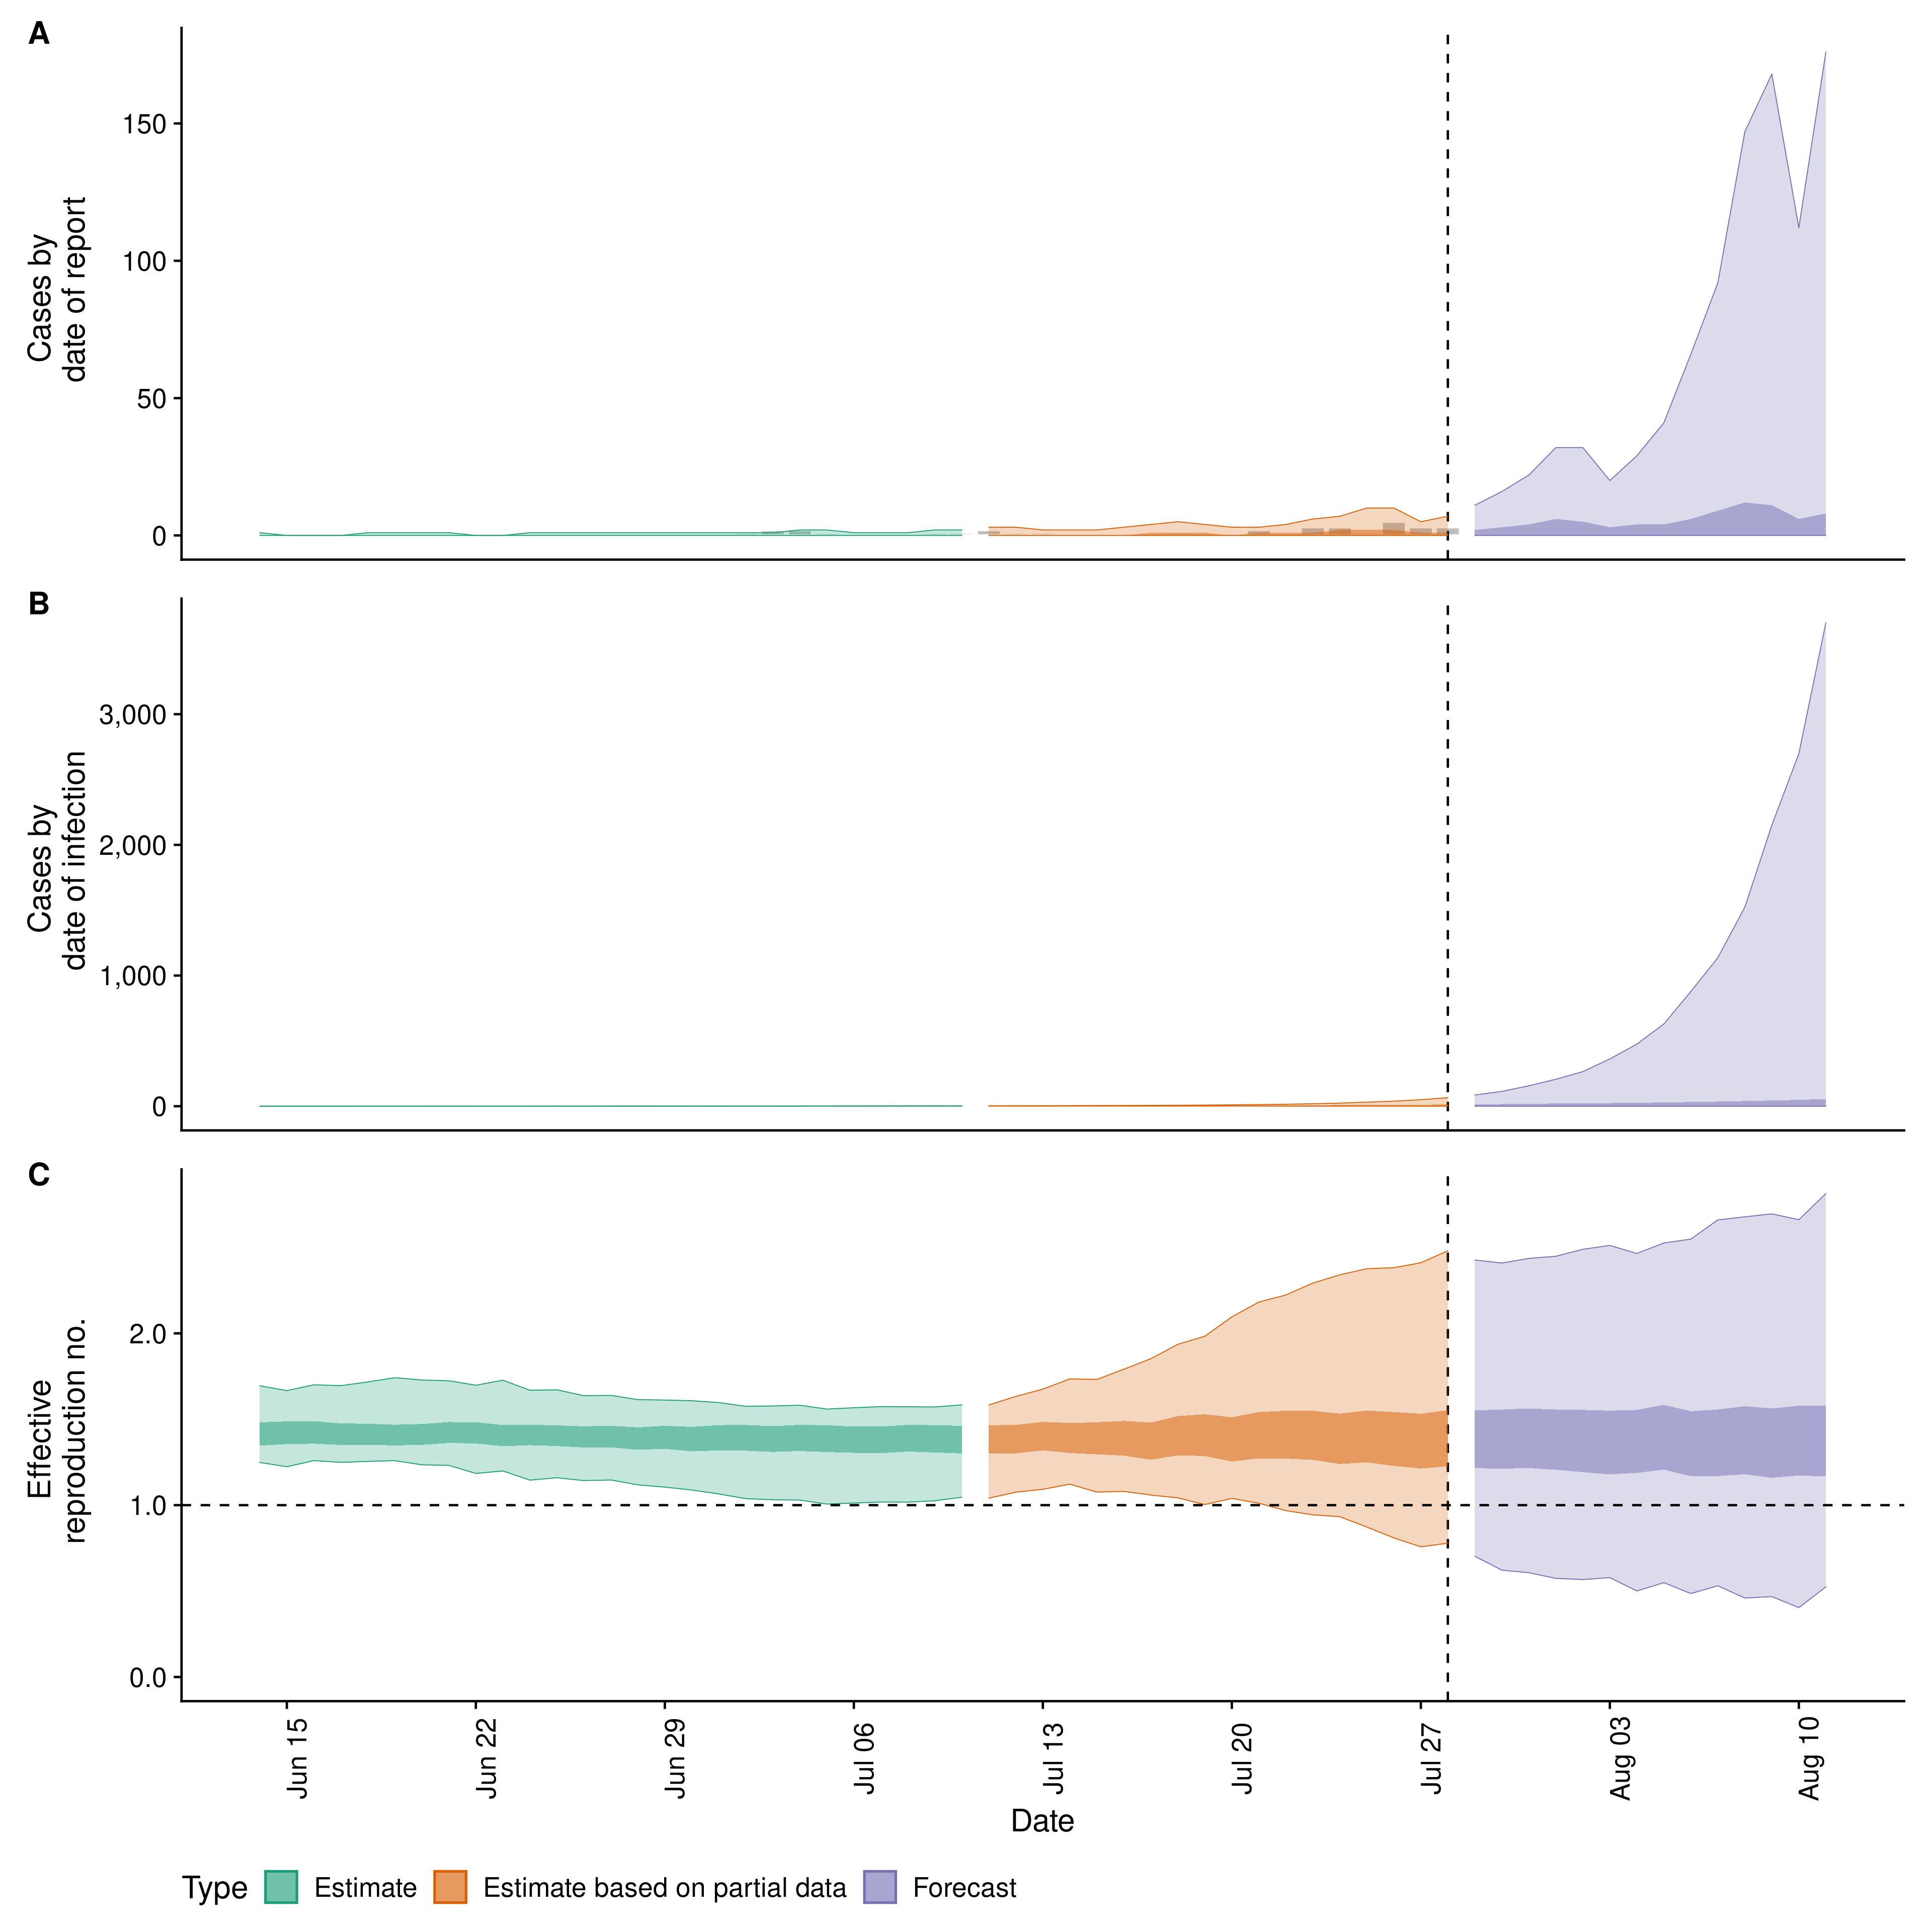 A
Cases by
date of report
150
100
50
0
B
Cases by
date of infection
3,000
2,000
1,000
0
C
Effective
reproduction no.
2.0
1.0
0.0
Jun 15
Jun 22
Jun 29
Jul 06
Jul 13
Jul 20
Jul 27
Aug 03
Aug 10
Date
Type Estimate Estimate based on partial data Forecast